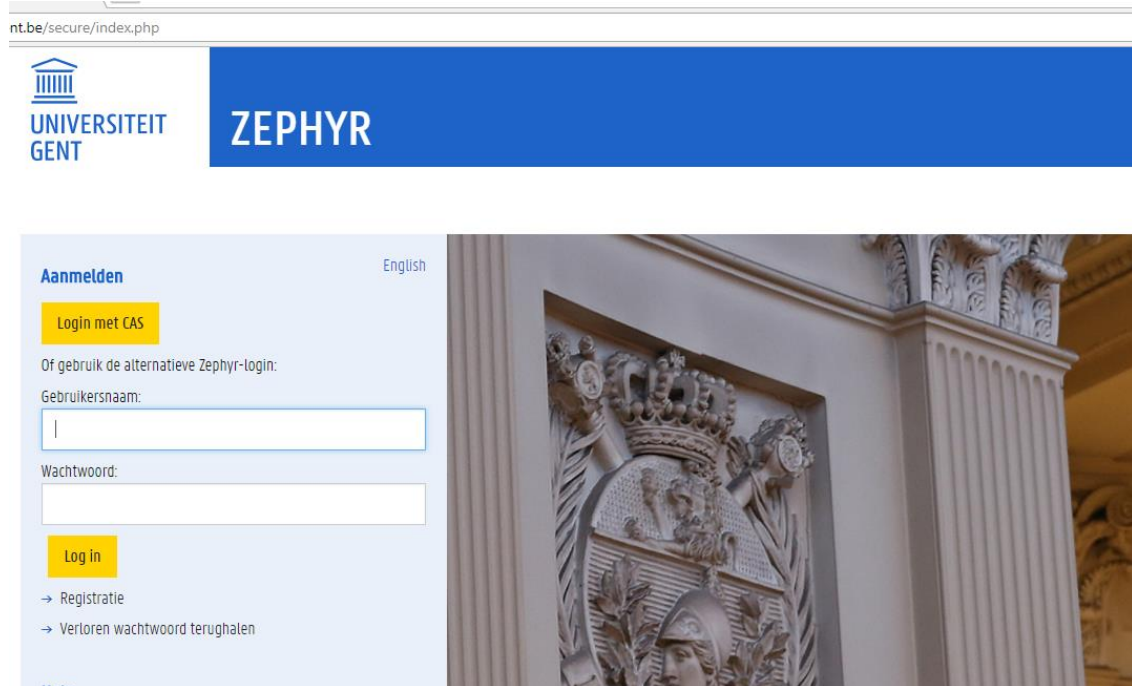 nt.be/secure/index.php
UNIVERSITEIT
GENT
ZEPHYR
Aanmelden
English
Login met CAS
Of gebruik de alternatieve Zephyr-login:
Gebruikersnaam:
Wachtwoord:
Log in
→ Registratie
→ Verloren wachtwoord terughalen